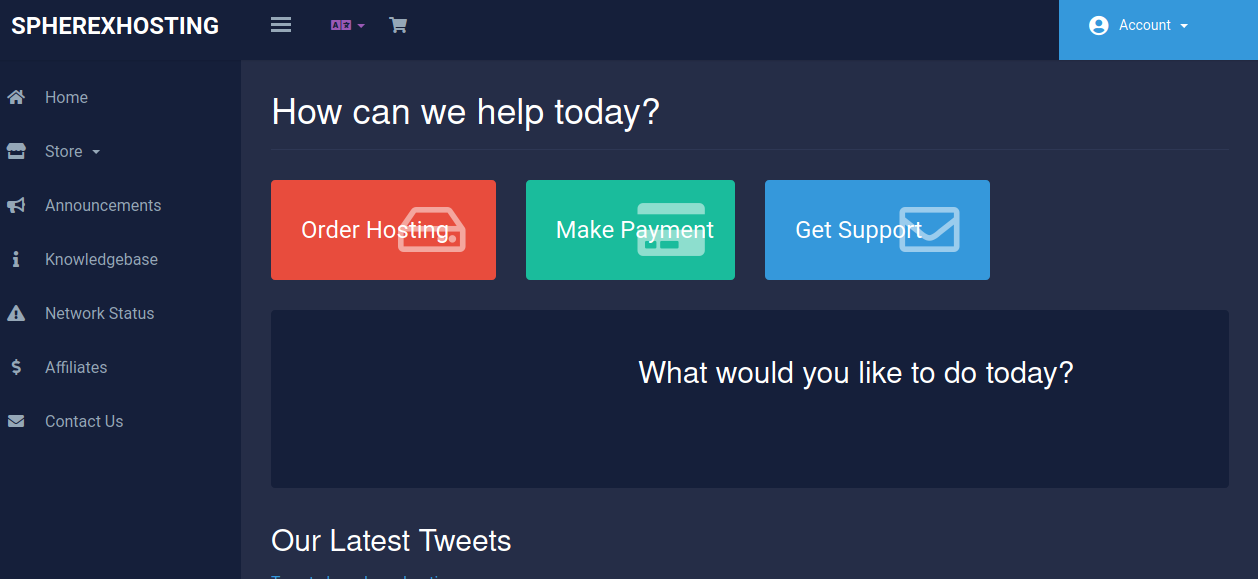 SPHEREXHOSTING
Account
Home
Store
Announcements
Knowledgebase
Network Status
Affiliates
Contact Us
How can we help today?
Order Hosting
Make Payment
Get Support
What would you like to do today?
Our Latest Tweets